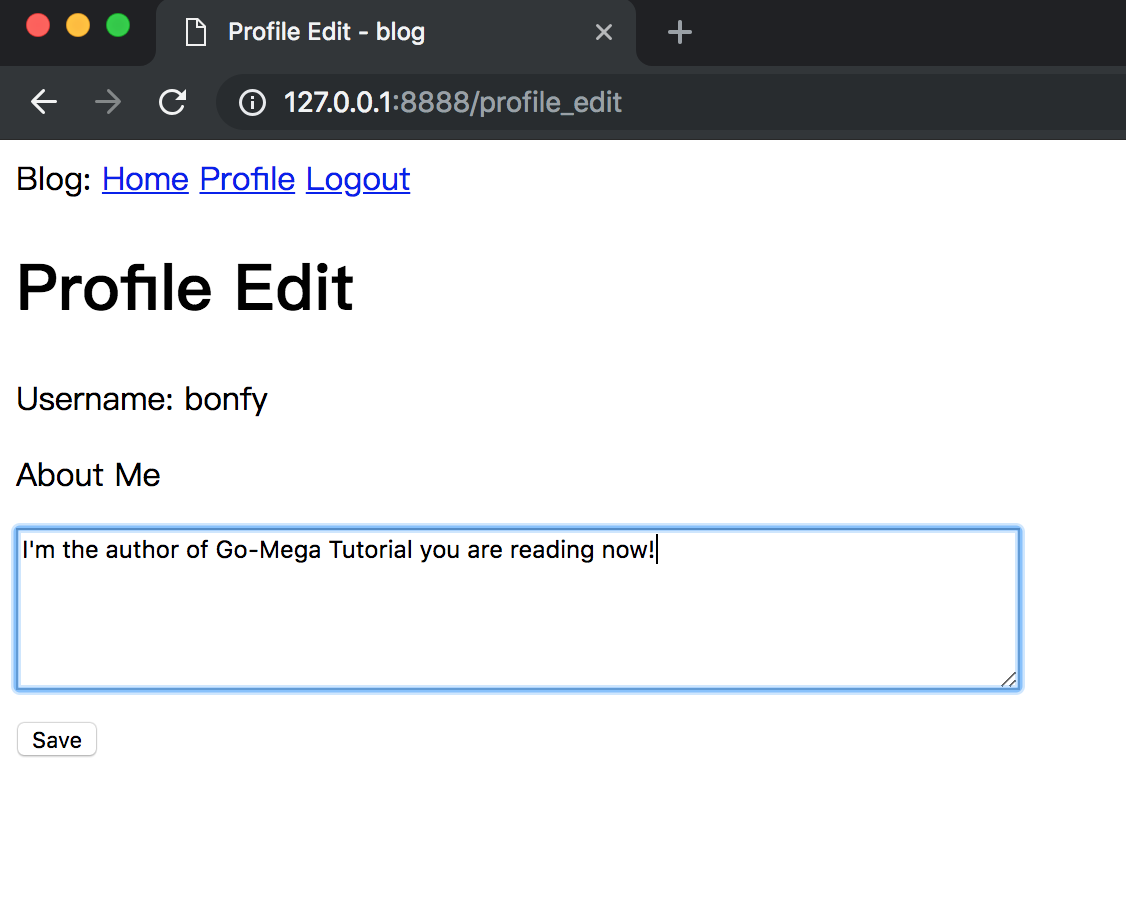 Profile Edit - blog
127.0.0.1:8888/profile_edit
Blog: Home Profile Logout
Profile Edit
Username: bonfy
About Me
I'm the author of Go-Mega Tutorial you are reading now!
Save